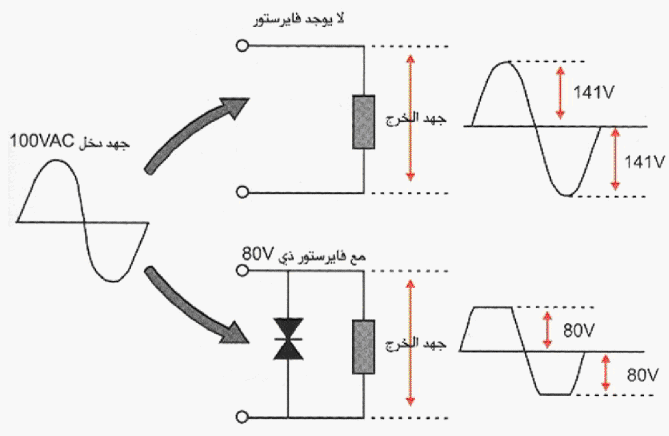 لا يوجد فايرستور
جهد الخرج
141V
141V
جهد دخل 100VAC
مع فايرستور ذي 80V
جهد الخرج
80V
80V